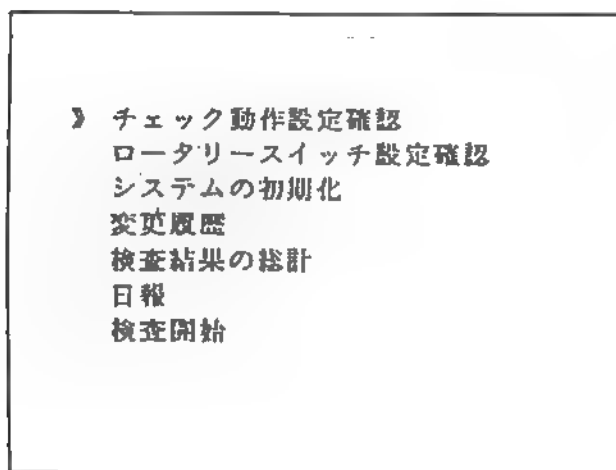 》 チェック動作設定確認
ロータリースイッチ設定確認
システムの初期化
変更履歴
検査結果の総計
日報
検査開始